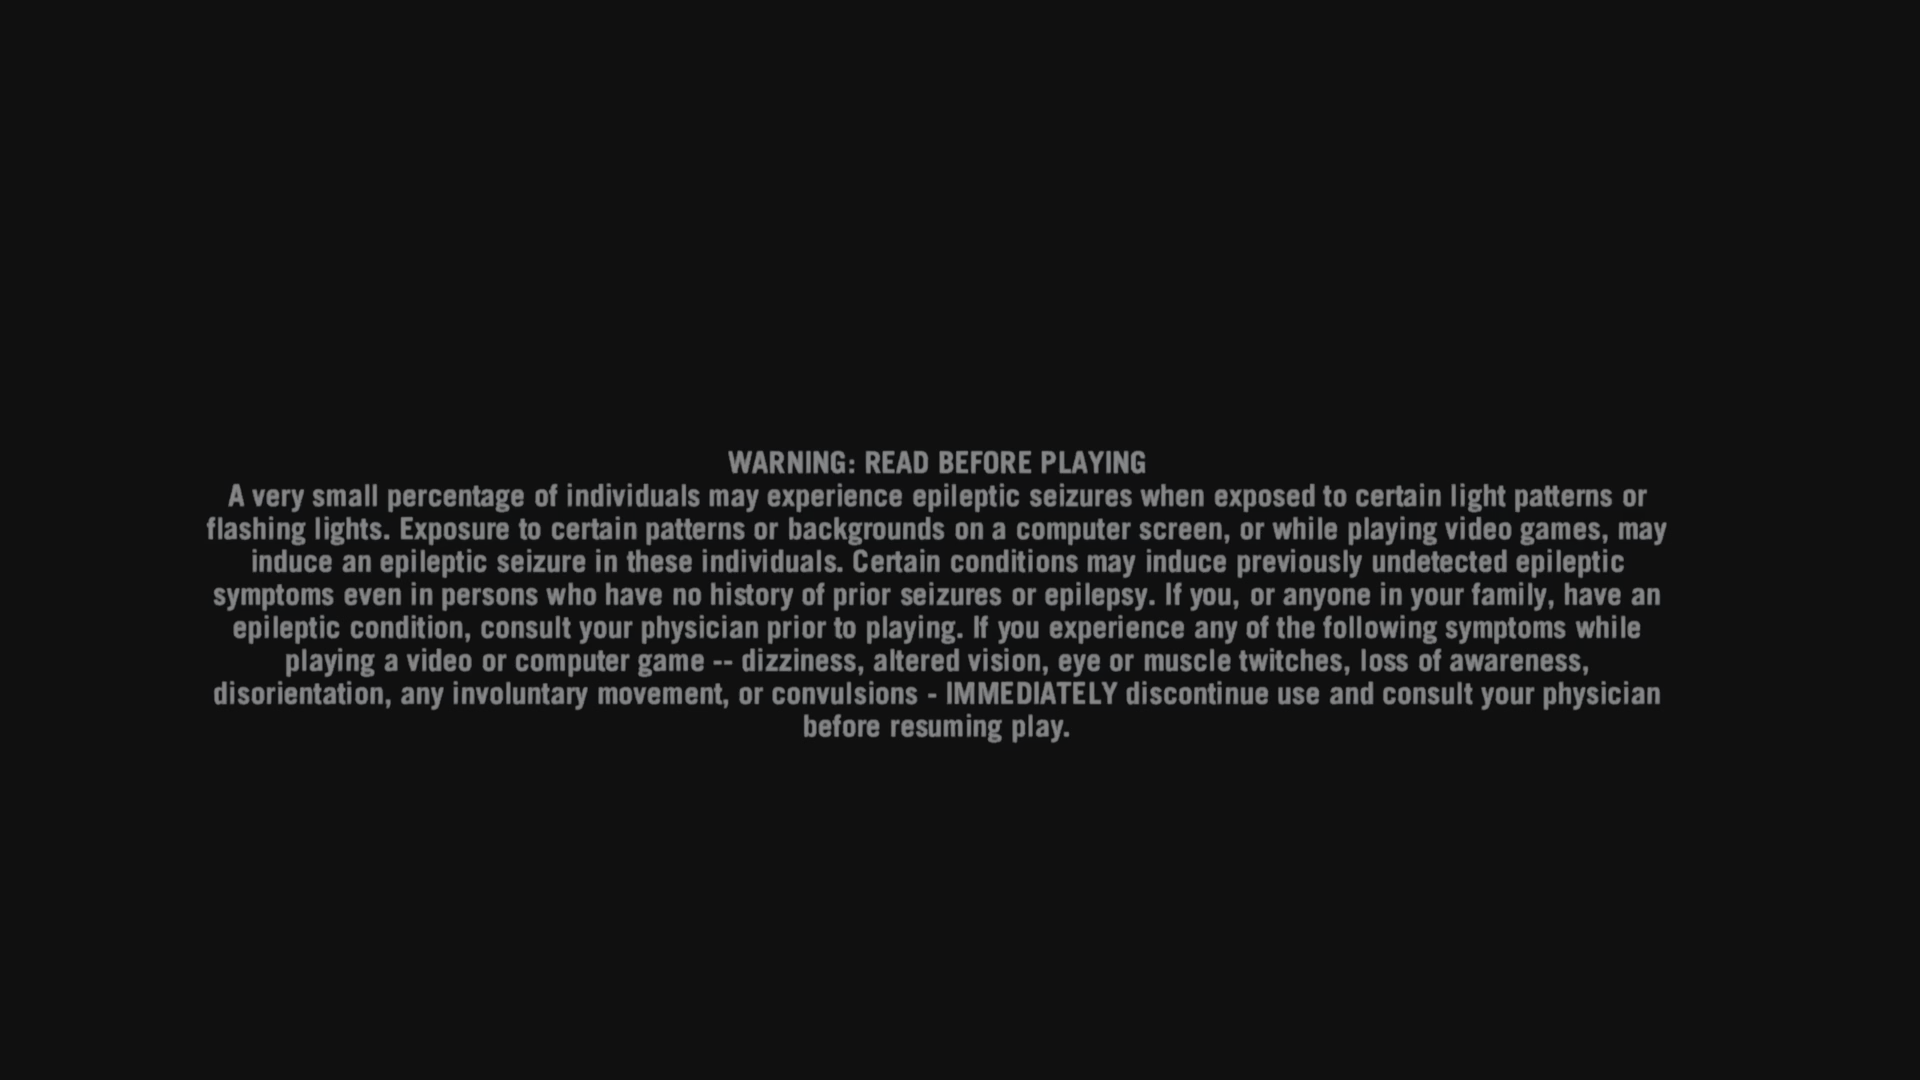 WARNING: READ BEFORE PLAYING
A very small percentage of individuals may experience epileptic seizures when exposed to certain light patterns or
flashing lights. Exposure to certain patterns or backgrounds on a computer screen, or while playing video games, may
induce an epileptic seizure in these individuals. Certain conditions may induce previously undetected epileptic
symptoms even in persons who have no history of prior seizures or epilepsy. If you, or anyone in your family, have an
epileptic condition, consult your physician prior to playing. If you experience any of the following symptoms while
playing a video or computer game -- dizziness, altered vision, eye or muscle twitches, loss of awareness,
disorientation, any involuntary movement, or convulsions - IMMEDIATELY discontinue use and consult your physician
before resuming play.